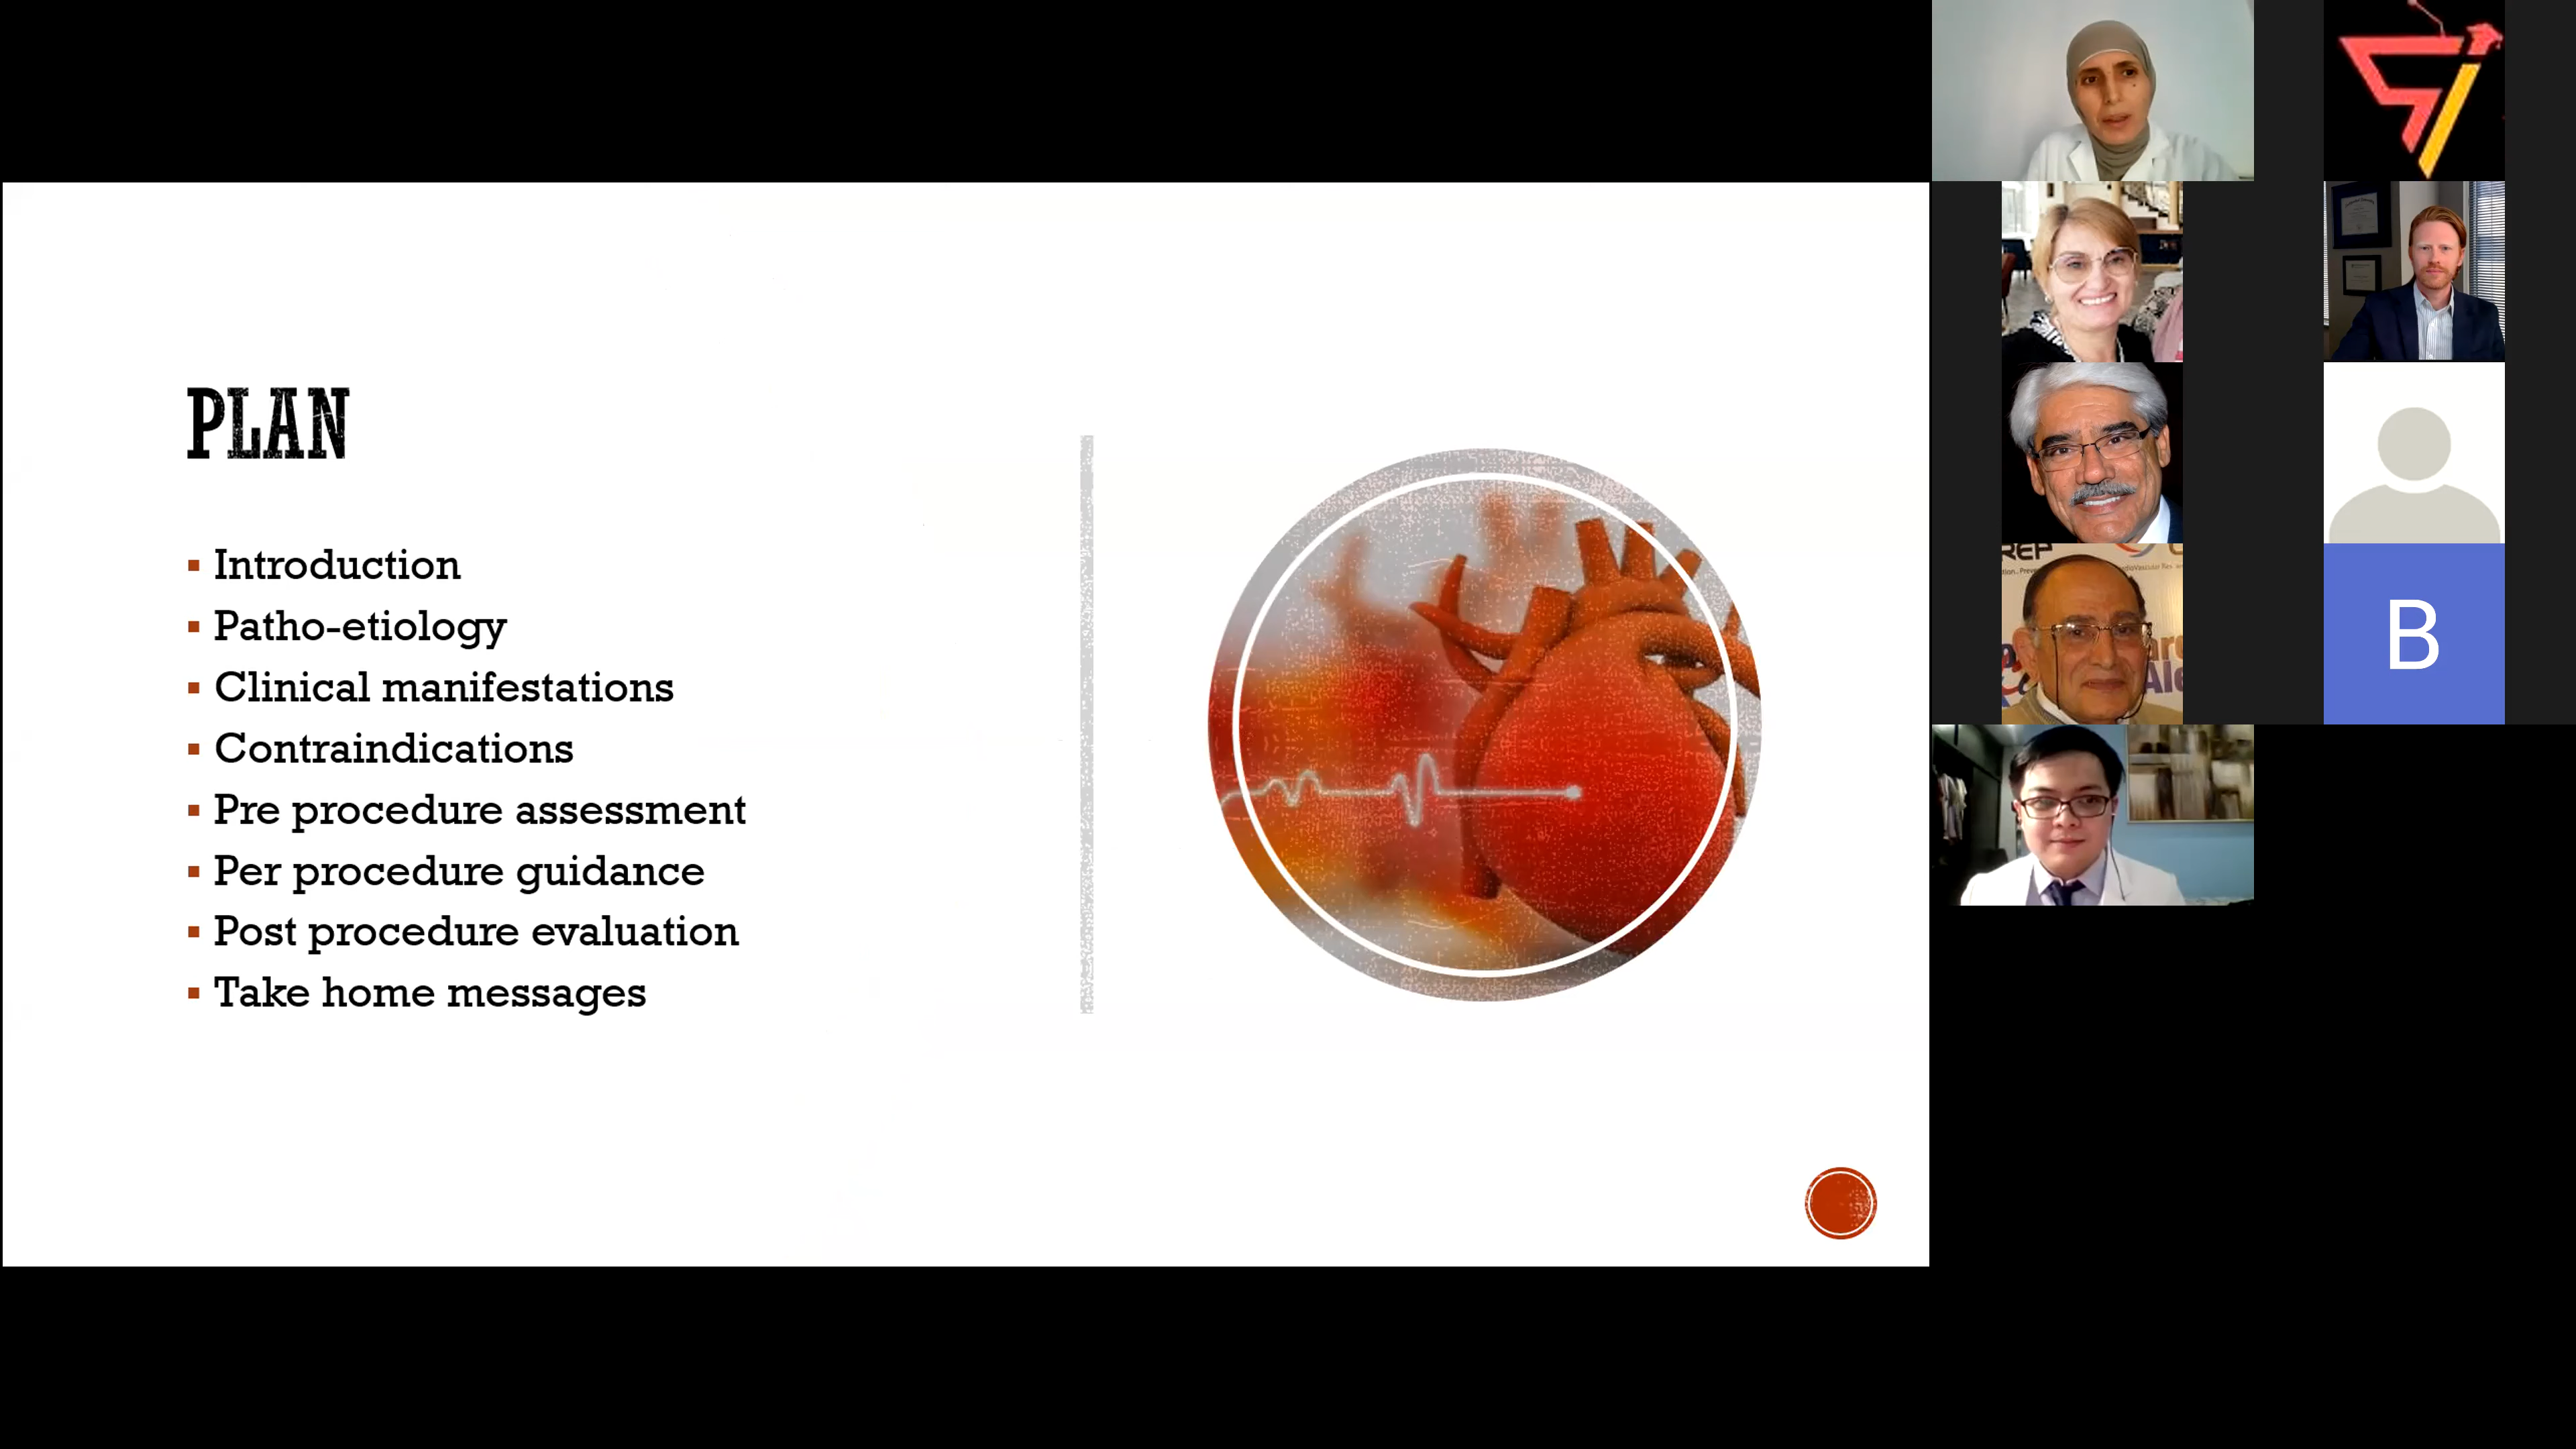 PLAN
Introduction
Patho-etiology
Clinical manifestations
Contraindications
Pre procedure assessment
Per procedure guidance
Post procedure evaluation
Take home messages
B